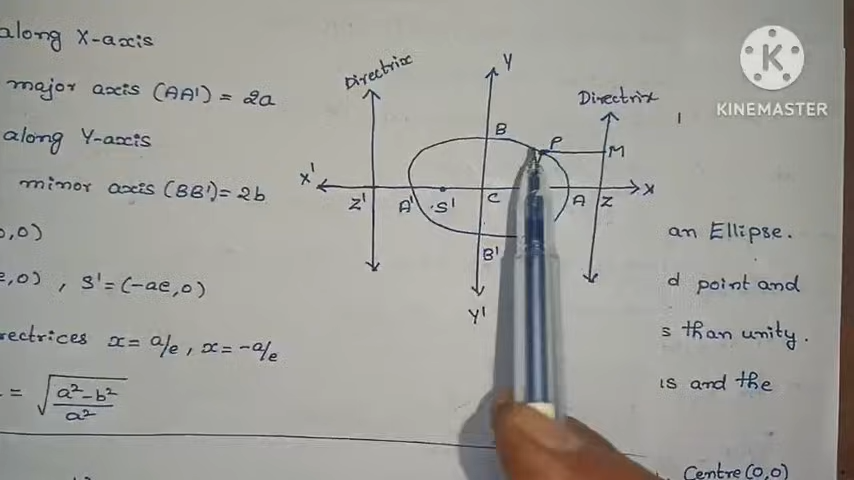 along X-axis
major axis (AA') = 2a
along Y-axis
minor axis (BB') = 2b
,0)
e,0) , S' = (-ae,0)
rectrices x = a/e, x = -a/e
= √(a²-b²/a²)
Directrix
Y
Directrix
B
P
M
X'
X
Z'
A'
S'
C
A
Z
B'
Y'
an Ellipse.
d point and
s than unity.
is and the
Centre (0,0)
KINEMASTER